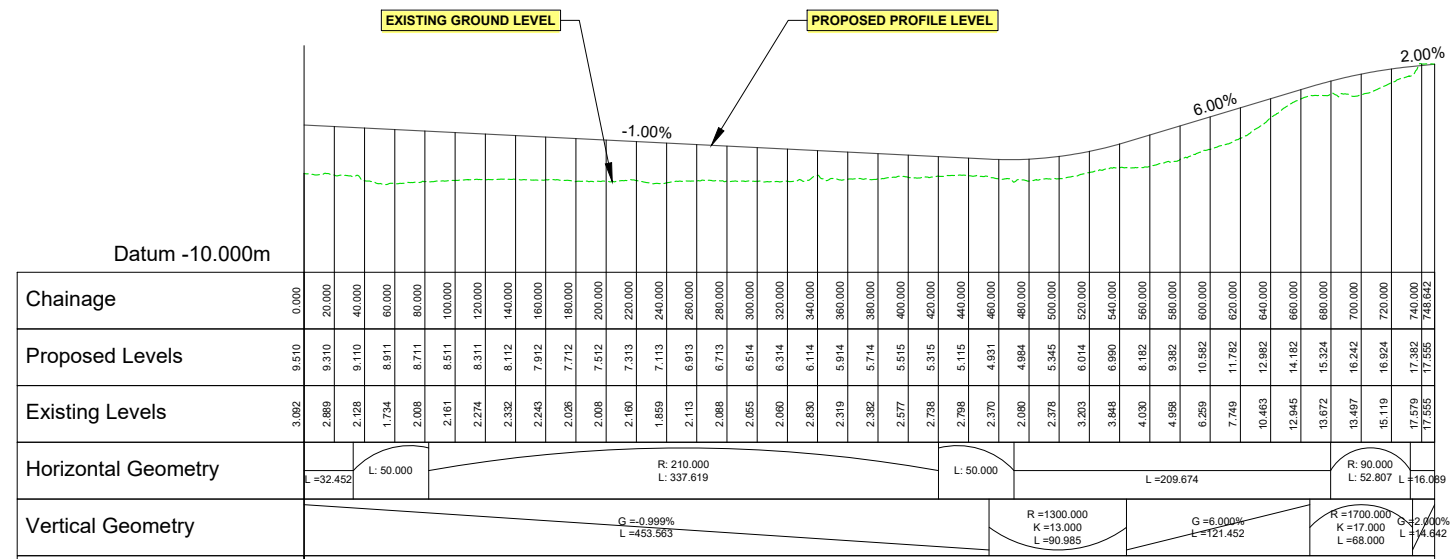 EXISTING GROUND LEVEL
PROPOSED PROFILE LEVEL
2.00%
6.00%
-1.00%
Datum -10.000m
Chainage 0.000 20.000 40.000 60.000 80.000 100.000 120.000 140.000 160.000 180.000 200.000 220.000 240.000 260.000 280.000 300.000 320.000 340.000 360.000 380.000 400.000 420.000 440.000 460.000 480.000 500.000 520.000 540.000 560.000 580.000 600.000 620.000 640.000 660.000 680.000 700.000 720.000 740.000 748.642
Proposed Levels 9.510 9.310 9.110 8.911 8.711 8.511 8.311 8.112 7.912 7.712 7.512 7.313 7.113 6.913 6.713 6.514 6.314 6.114 5.914 5.714 5.515 5.315 5.115 4.931 4.984 5.345 6.014 6.990 8.182 9.382 10.582 11.782 12.982 14.182 15.324 16.242 16.924 17.382 17.555
Existing Levels 3.092 2.889 2.128 1.734 2.008 2.161 2.274 2.332 2.243 2.026 2.008 2.160 1.859 2.113 2.088 2.055 2.060 2.830 2.319 2.382 2.577 2.738 2.798 2.370 2.080 2.378 3.203 3.848 4.030 4.958 6.259 7.749 10.463 12.945 13.672 13.497 15.119 17.579 17.555
Horizontal Geometry
L =32.452
L: 50.000
R: 210.000
L: 337.619
L: 50.000
L =209.674
R: 90.000
L: 52.807
L =16.089
Vertical Geometry
G =-0.999%
L =453.563
R =1300.000
K =13.000
L =90.985
G =6.000%
L =121.452
R =1700.000
K =17.000
L =68.000
G =2.000%
L =14.642